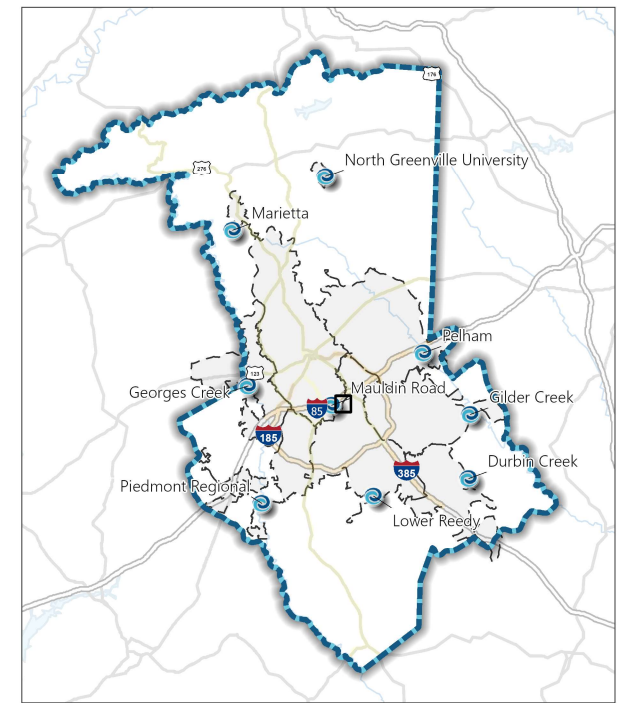 176
North Greenville University
276
Marietta
Pelham
123
Georges Creek
Mauldin Road
85
Gilder Creek
185
385
Durbin Creek
Piedmont Regional
Lower Reedy